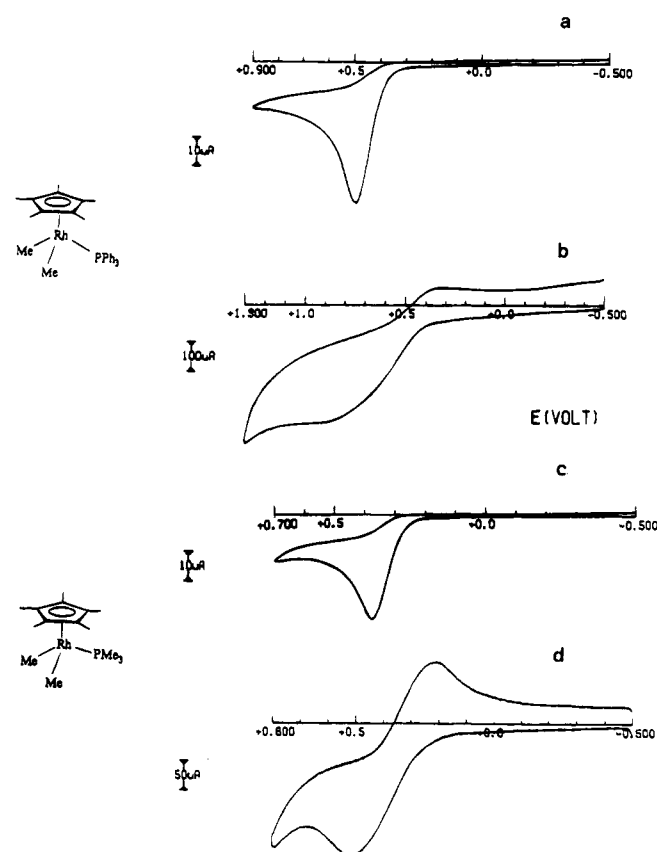 a
+0.900 +0.5 +0.0 -0.500
10uA
Rh
Me PPh3
Me
b
+1.300 +1.0 +0.5 +0.0 -0.500
100uA
E(VOLT)
c
+0.700 +0.5 +0.0 -0.500
10uA
Rh
Me PMe3
Me
d
+0.800 +0.5 +0.0 -0.500
50uA